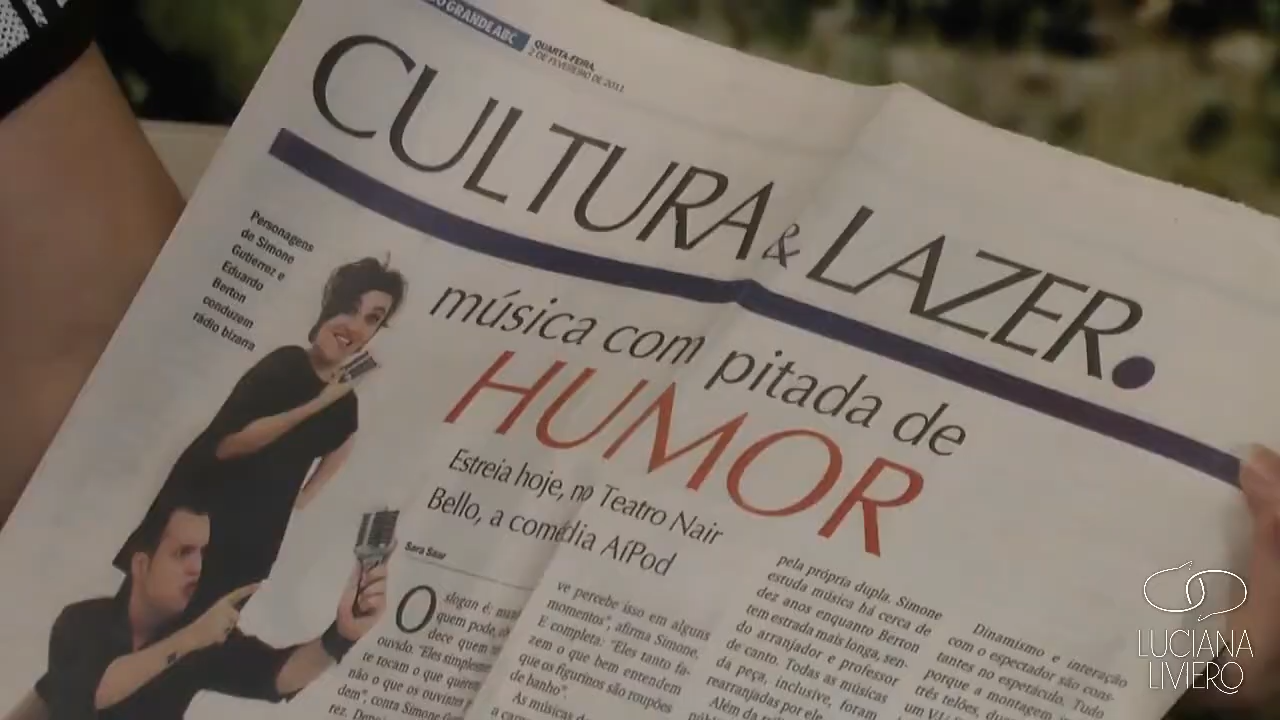 DO GRANDE ABC
QUARTA-FEIRA,
2 DE FEVEREIRO DE 2011
CULTURA & LAZER.
Personagens
de Simone
Gutierrez e
Eduardo
Berton
conduzem
rádio bizarra
música com pitada de
HUMOR
Estreia hoje, no Teatro Nair
Bello, a comédia AíPod
Sara Saar
O slogan é:
quem pode,
dece quem
ouvido. "Eles simplesme
te tocam o que querem
não o que os ouvintes
dem", conta Simone
rez.
ve percebe isso em alguns
momentos", afirma Simone.
E completa: "Eles tanto fa-
zem o que bem entendem
que os figurinos são roupões
de banho".
As músicas
pela própria dupla. Simone
estuda música há cerca de
dez anos enquanto Berton
tem estrada mais longa, sen-
do arranjador e professor
de canto. Todas as músicas
da peça, inclusive, foram
rearranjadas por ele.
Além da
Dinamismo e interação
com o espectador são cons-
tantes no espetáculo. Tudo
porque a montagem
três telões,
um
LUCIANA
LIVIERO